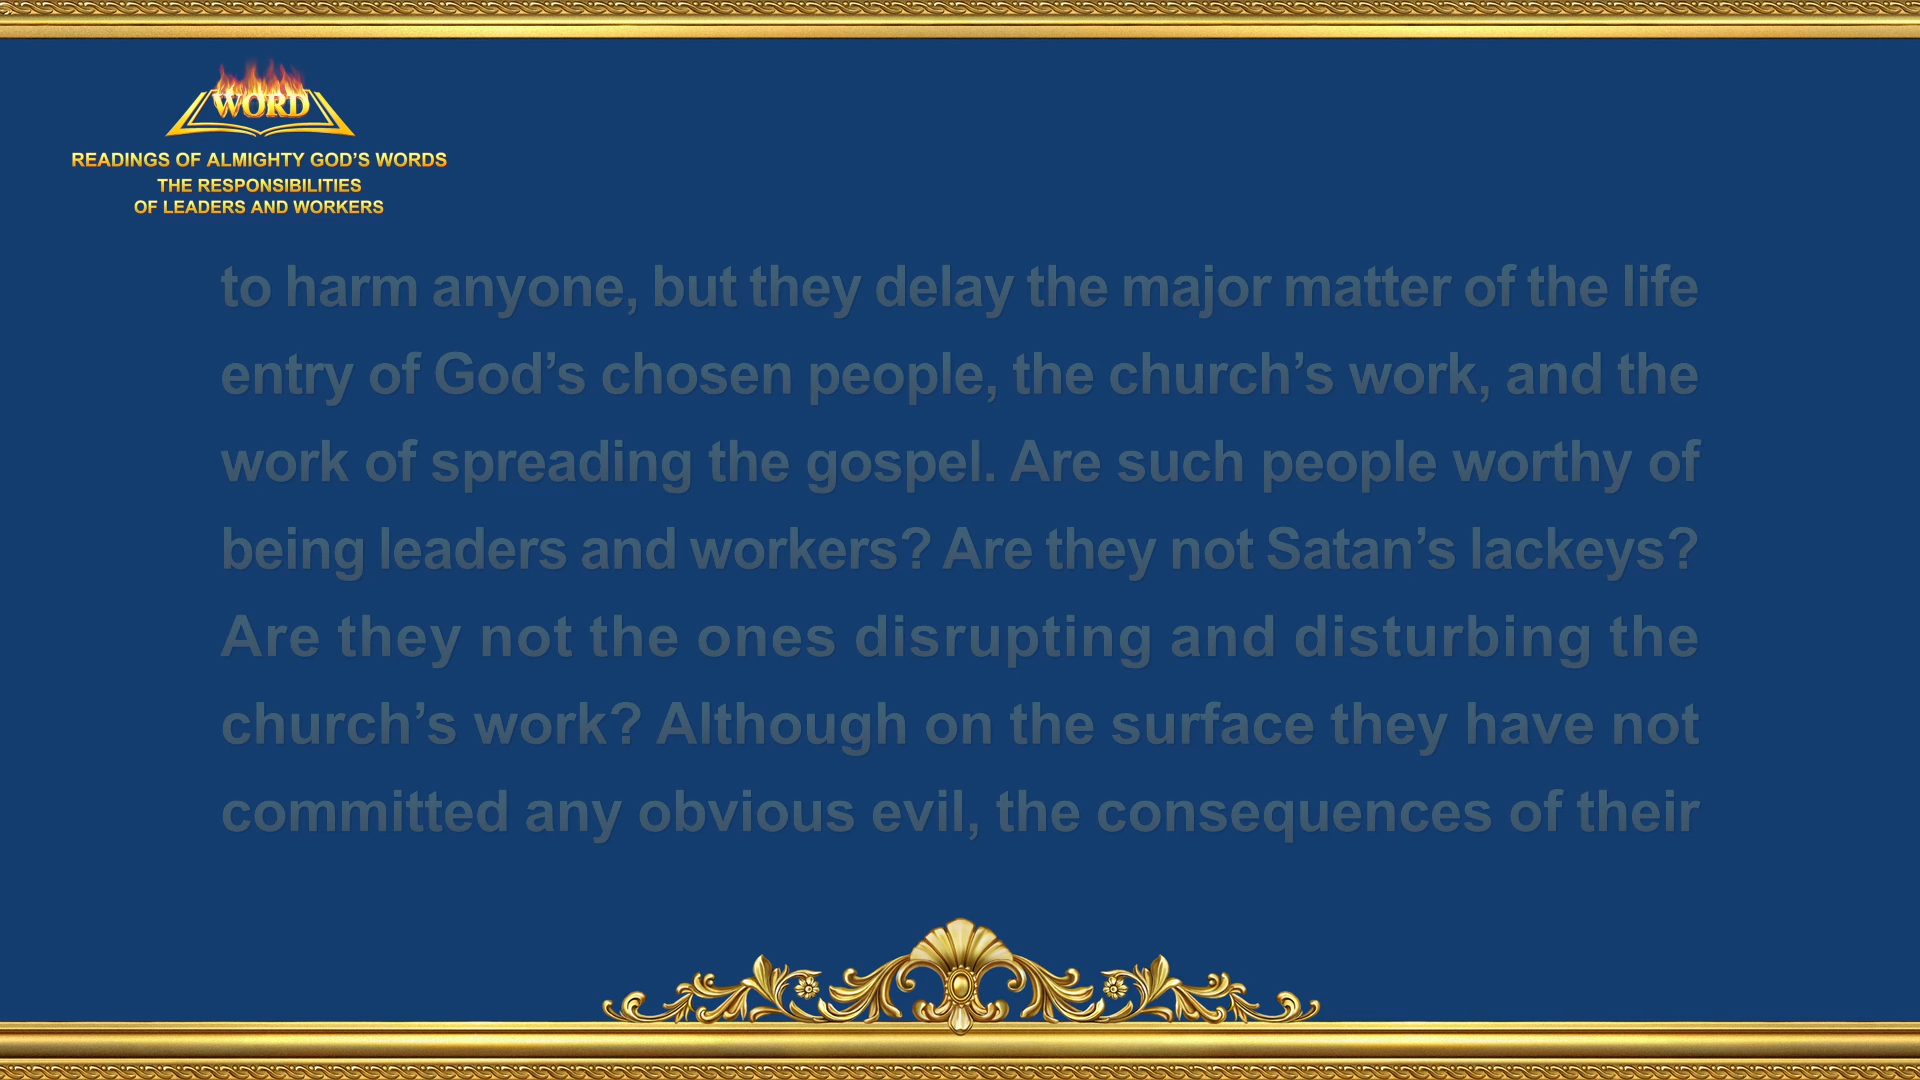 WORD
READINGS OF ALMIGHTY GOD’S WORDS
THE RESPONSIBILITIES
OF LEADERS AND WORKERS
to harm anyone, but they delay the major matter of the life
entry of God’s chosen people, the church’s work, and the
work of spreading the gospel. Are such people worthy of
being leaders and workers? Are they not Satan’s lackeys?
Are they not the ones disrupting and disturbing the
church’s work? Although on the surface they have not
committed any obvious evil, the consequences of their